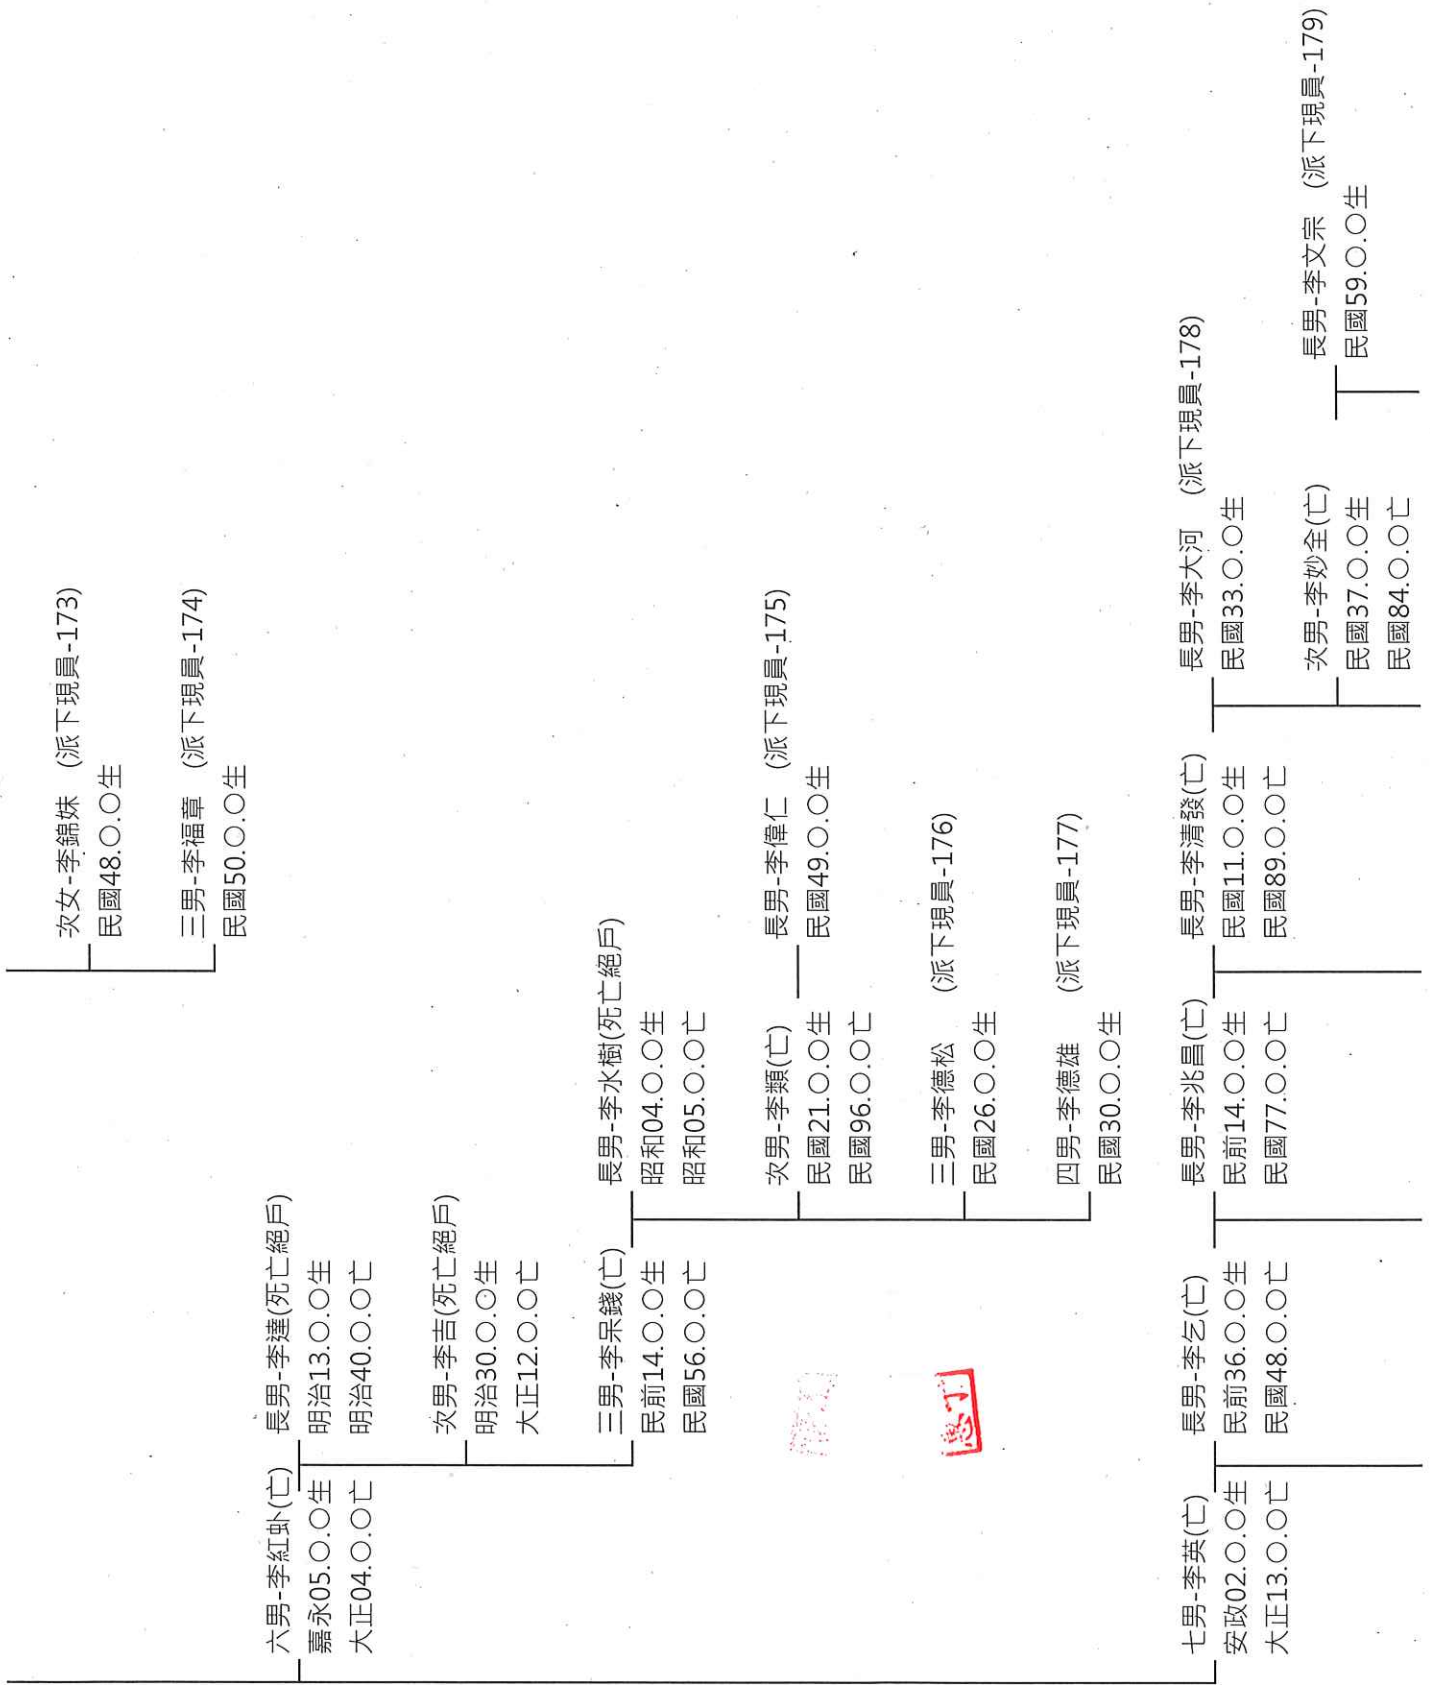 次女-李錦妹 (派下現員-173)
民國48.○.○生
三男-李福章 (派下現員-174)
民國50.○.○生
六男-李紅虲(亡)
嘉永05.○.○生
大正04.○.○亡
長男-李達(死亡絕戶)
明治13.○.○生
明治40.○.○亡
次男-李吉(死亡絕戶)
明治30.○.○生
大正12.○.○亡
三男-李呆錢(亡)
民前14.○.○生
民國56.○.○亡
長男-李水樹(死亡絕戶)
昭和04.○.○生
昭和05.○.○亡
次男-李類(亡)
民國21.○.○生
民國96.○.○亡
長男-李偉仁 (派下現員-175)
民國49.○.○生
三男-李德松 (派下現員-176)
民國26.○.○生
四男-李德雄 (派下現員-177)
民國30.○.○生
七男-李英(亡)
安政02.○.○生
大正13.○.○亡
長男-李乞(亡)
民前36.○.○生
民國48.○.○亡
長男-李兆昌(亡)
民前14.○.○生
民國77.○.○亡
長男-李清發(亡)
民國11.○.○生
民國89.○.○亡
長男-李大河 (派下現員-178)
民國33.○.○生
次男-李妙全(亡)
民國37.○.○生
民國84.○.○亡
長男-李文宗 (派下現員-179)
民國59.○.○生